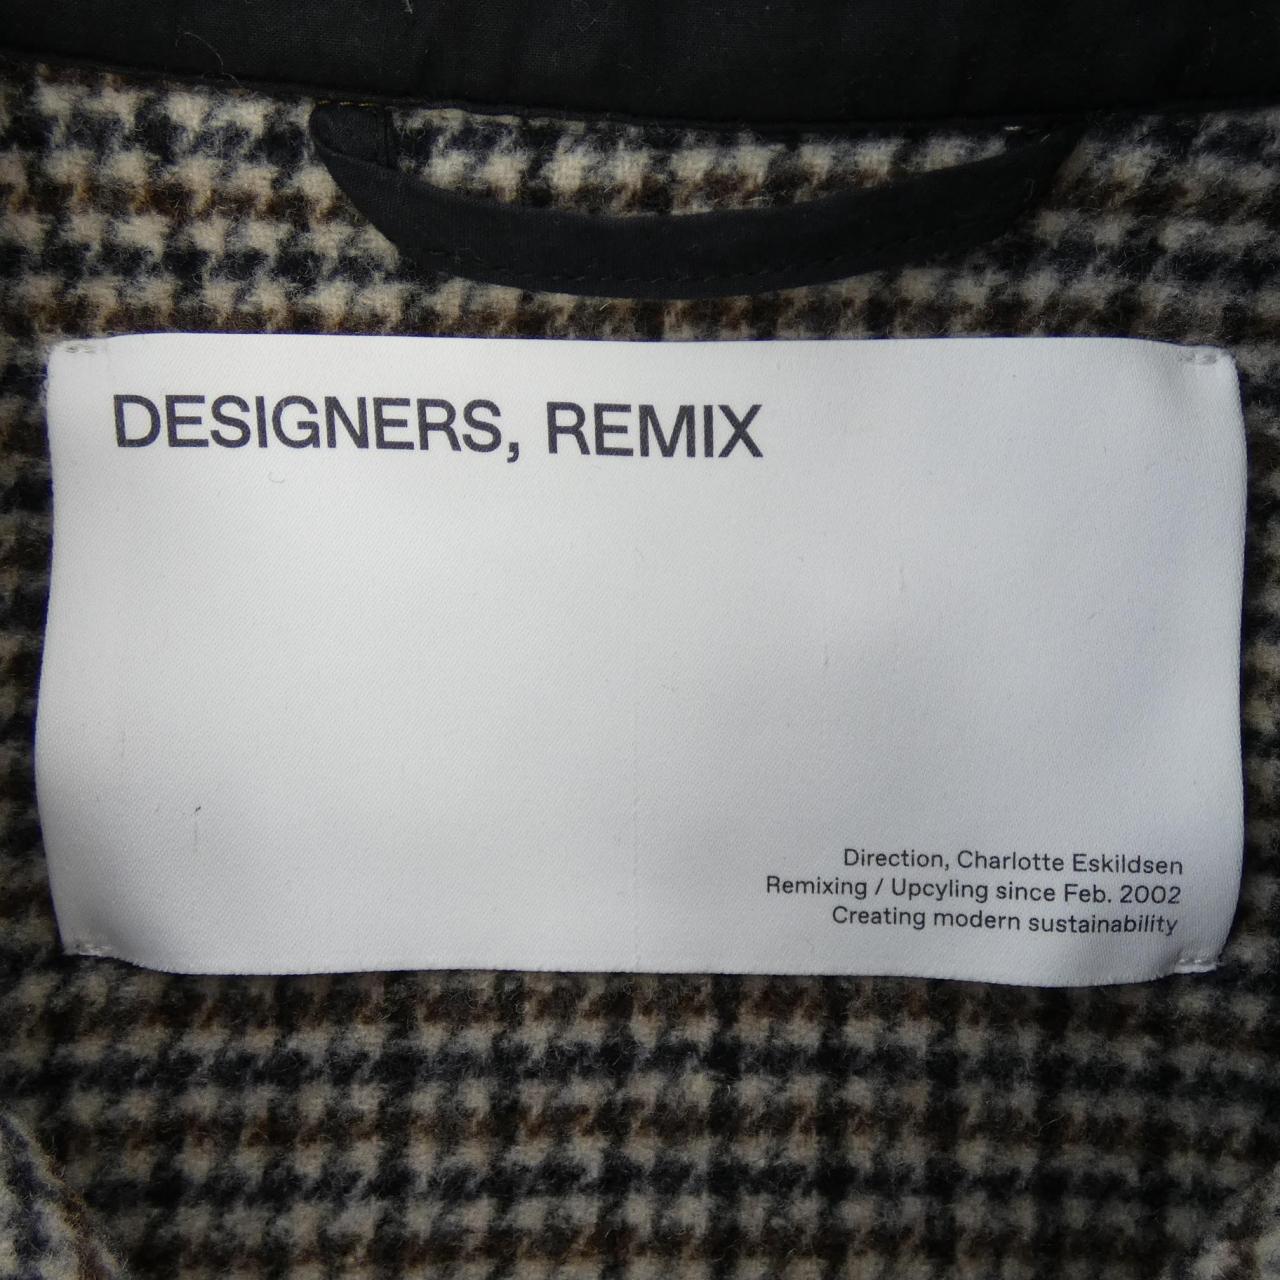 DESIGNERS, REMIX
Direction, Charlotte Eskildsen
Remixing / Upcyling since Feb. 2002
Creating modern sustainability